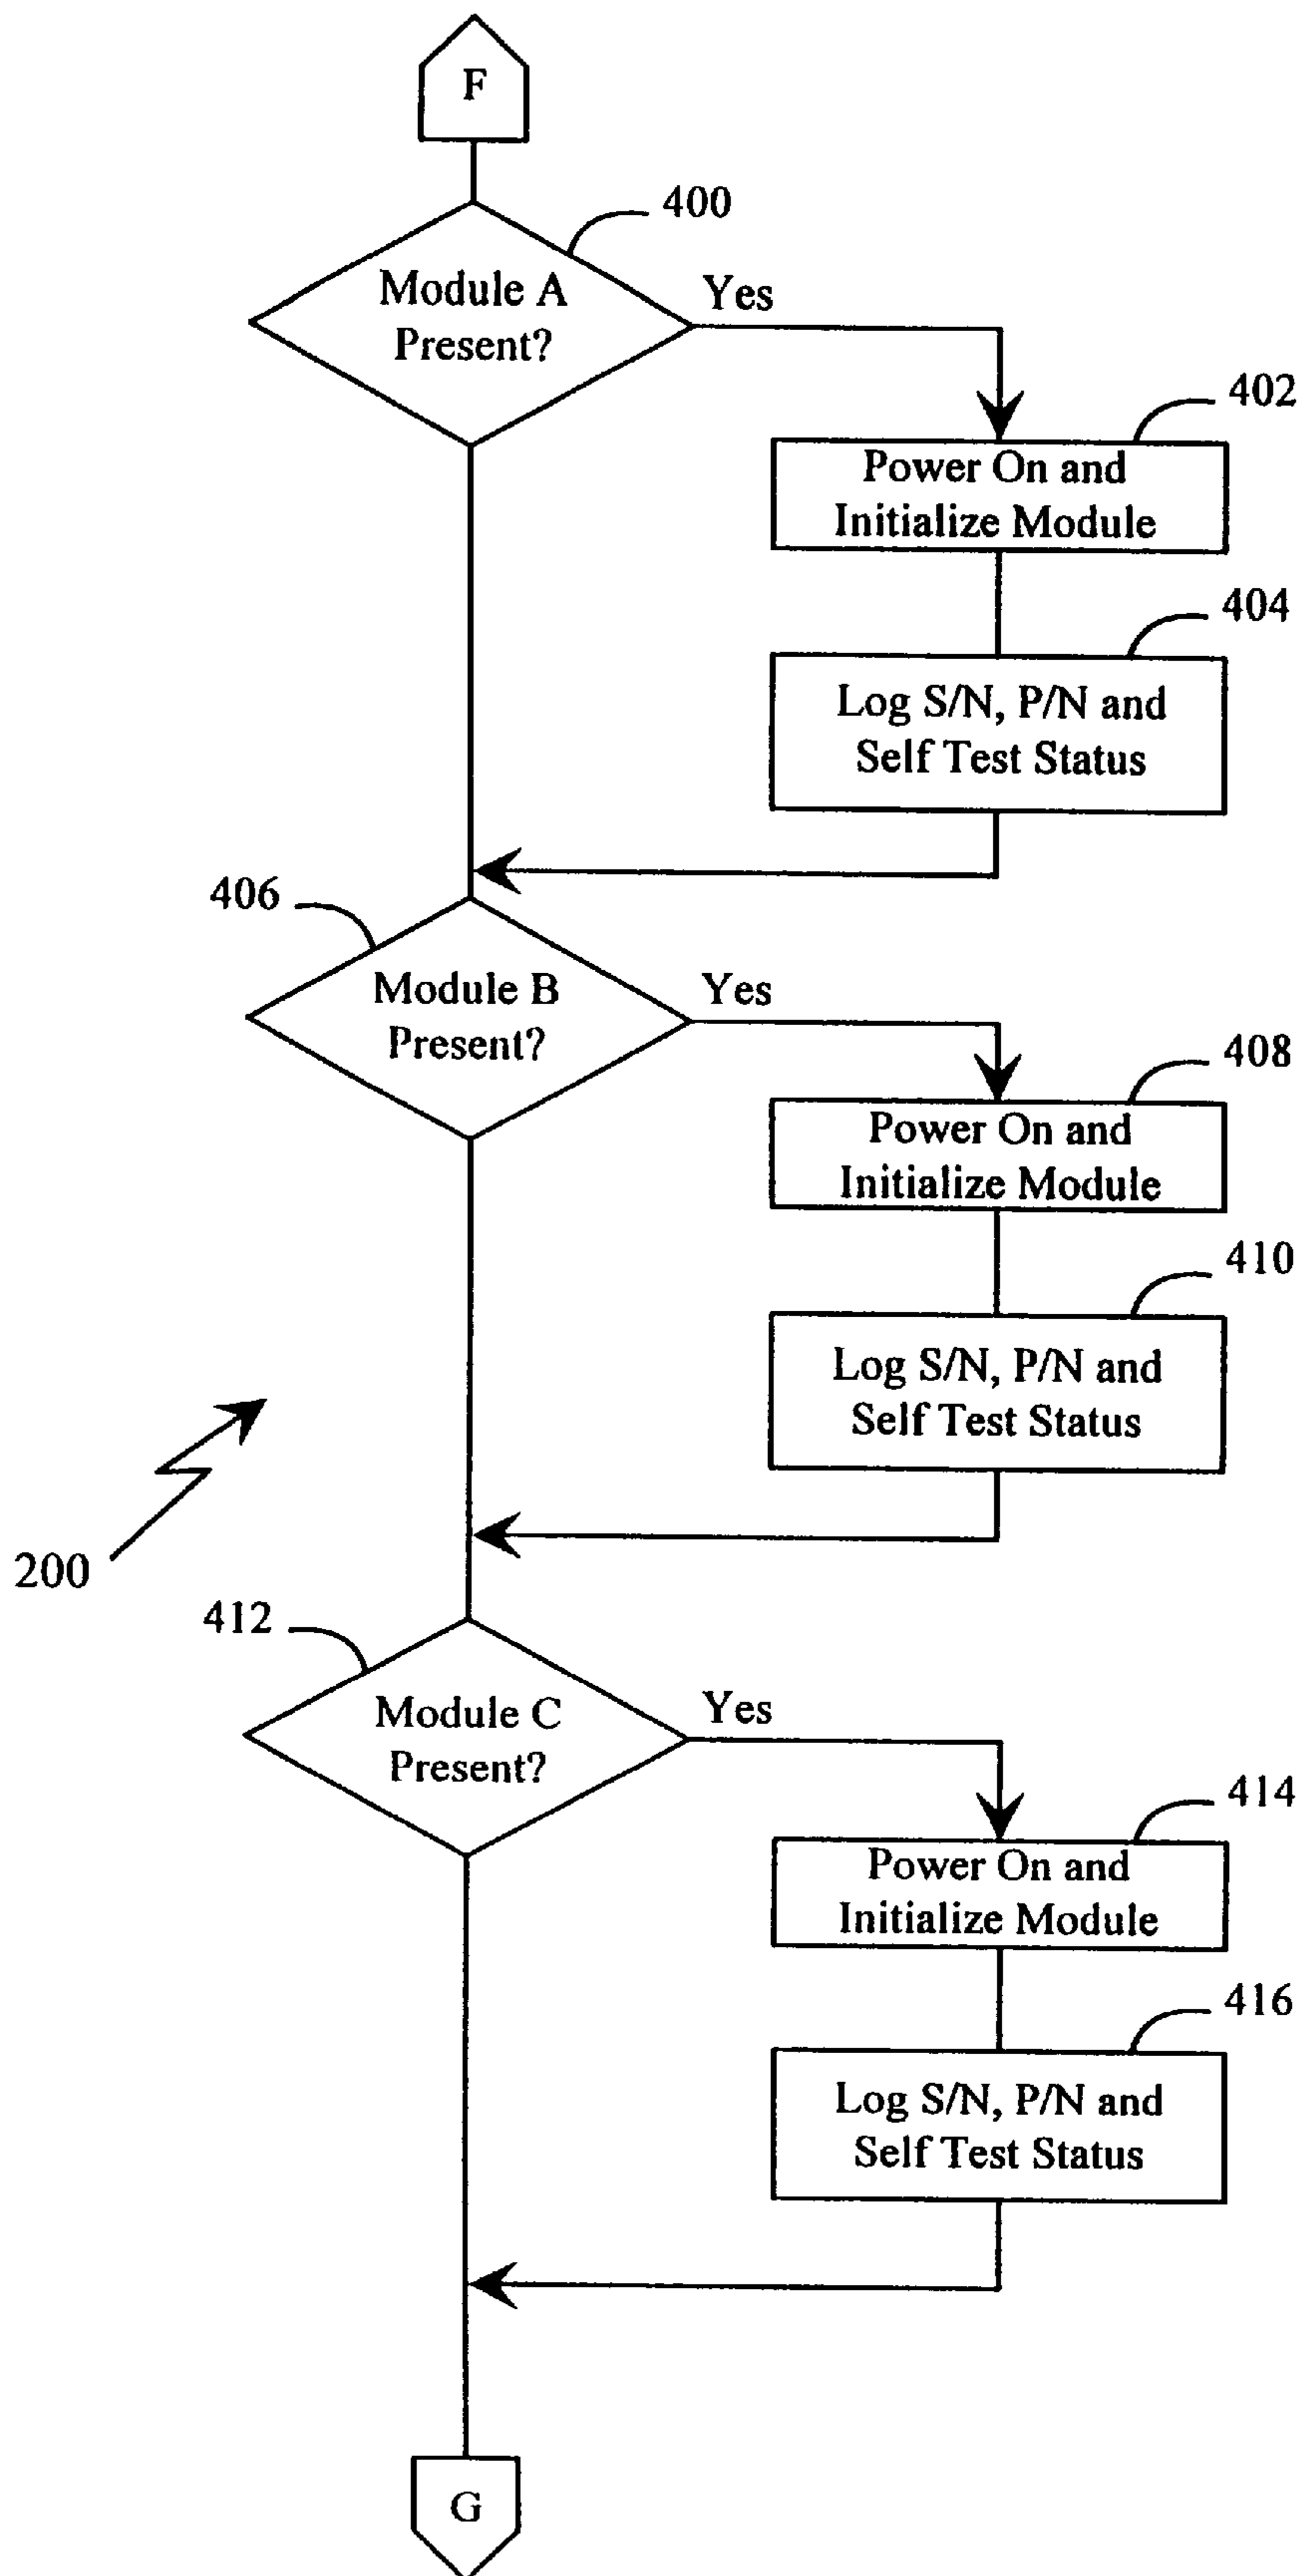 F
400
Module A
Present?
Yes
402
Power On and
Initialize Module
404
Log S/N, P/N and
Self Test Status
406
Module B
Present?
Yes
408
Power On and
Initialize Module
410
Log S/N, P/N and
Self Test Status
200
412
Module C
Present?
Yes
414
Power On and
Initialize Module
416
Log S/N, P/N and
Self Test Status
G